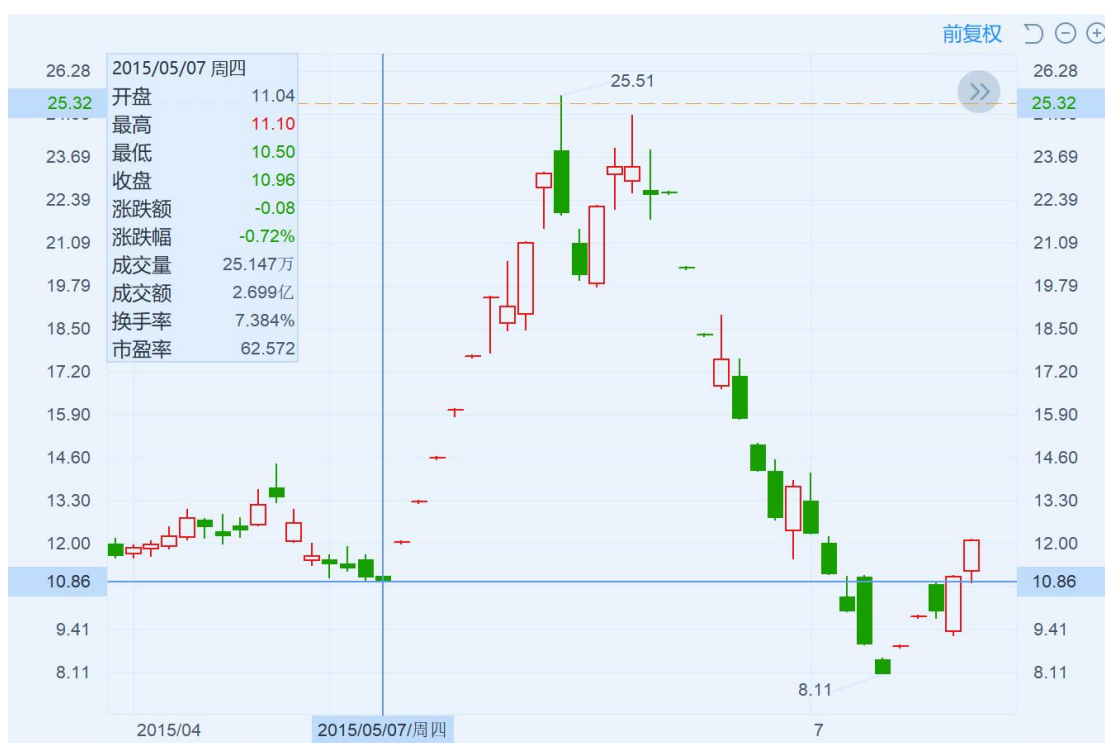 前复权
26.28
25.32
23.69
22.39
21.09
19.79
18.50
17.20
15.90
14.60
13.30
12.00
10.86
9.41
8.11
2015/05/07 周四
开盘 11.04
最高 11.10
最低 10.50
收盘 10.96
涨跌额 -0.08
涨跌幅 -0.72%
成交量 25.147万
成交额 2.699亿
换手率 7.384%
市盈率 62.572
25.51
8.11
26.28
25.32
23.69
22.39
21.09
19.79
18.50
17.20
15.90
14.60
13.30
12.00
10.86
9.41
8.11
2015/04
2015/05/07/周四
7